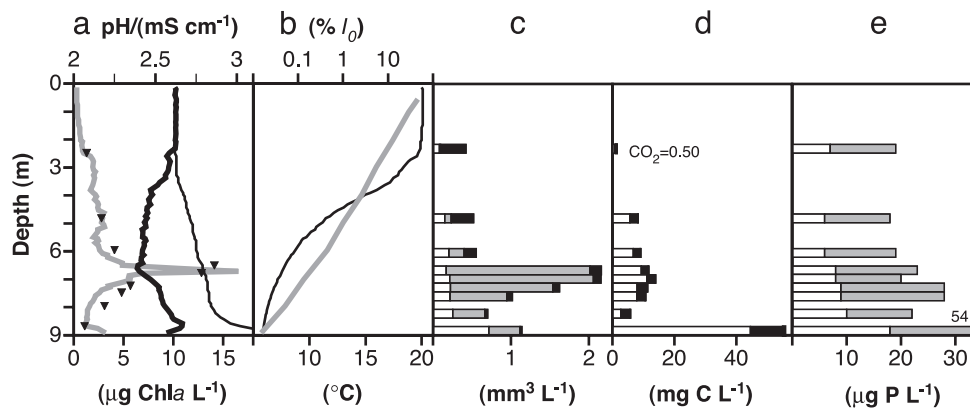 a b c d e
pH/(mS cm⁻¹) (% I₀)
2 2.5 3 0.1 1 10
0
3
6
9
Depth (m)
CO₂=0.50
54
0 5 10 15 10 15 20 1 2 0 40 0 10 20 30
(µg Chla L⁻¹) (°C) (mm³ L⁻¹) (mg C L⁻¹) (µg P L⁻¹)